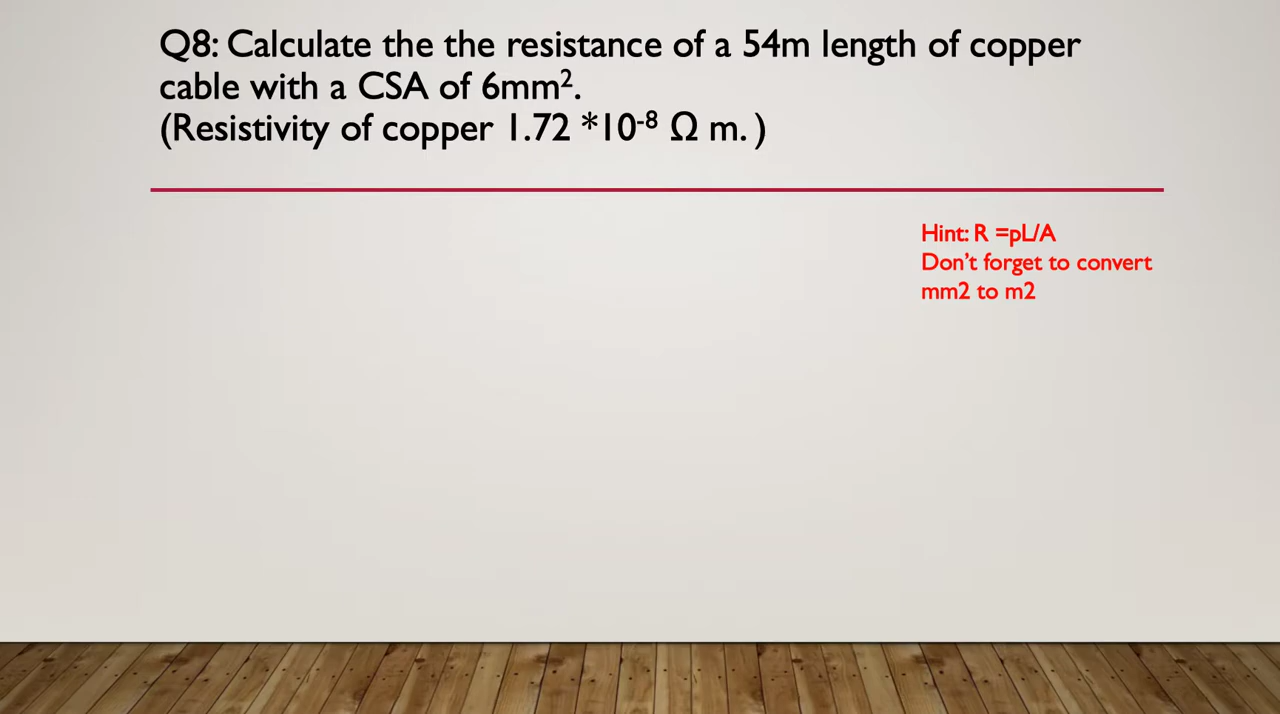 Q8: Calculate the the resistance of a 54m length of copper
cable with a CSA of 6mm².
(Resistivity of copper 1.72 *10⁻⁸ Ω m. )
Hint: R =pL/A
Don’t forget to convert
mm2 to m2